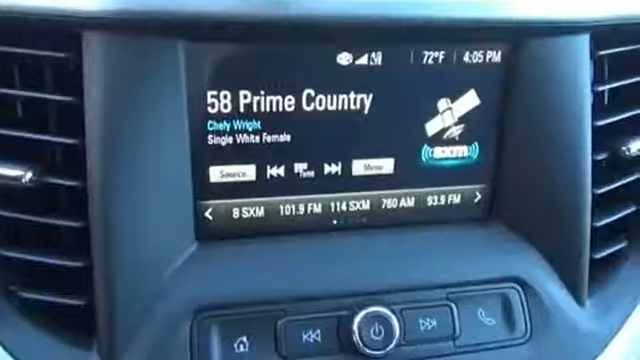 72°F 4:05 PM
58 Prime Country
Chely Wright
Single White Female
sxm
Source Tune Menu
8 SXM 101.9 FM 114 SXM 760 AM 93.9 FM